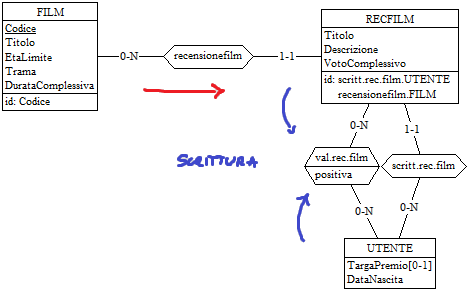 FILM
Codice
Titolo
EtaLimite
Trama
DurataComplessiva
id: Codice
0-N
recensionefilm
1-1
RECFILM
Titolo
Descrizione
VotoComplessivo
id: scritt.rec.film.UTENTE
recensionefilm.FILM
0-N
1-1
SCRITTURA
val.rec.film
positiva
scritt.rec.film
0-N
0-N
UTENTE
TargaPremio[0-1]
DataNascita